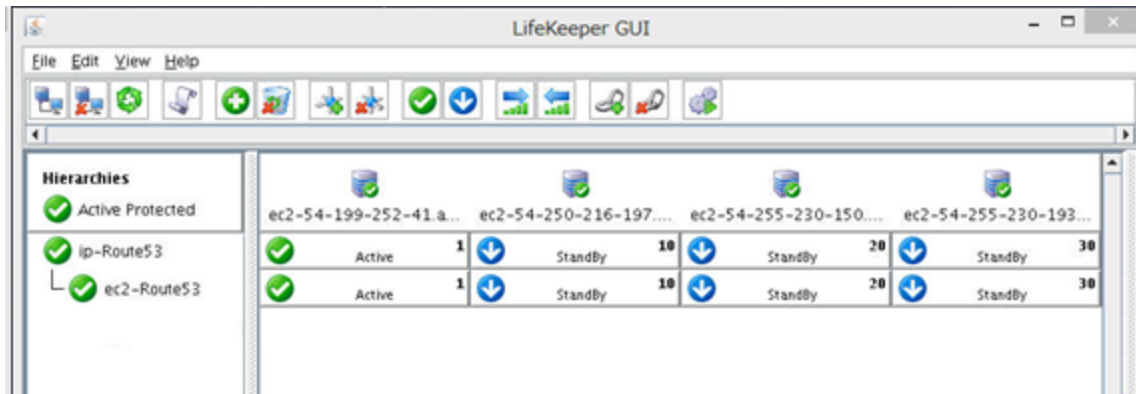 LifeKeeper GUI
File Edit View Help
Hierarchies
Active Protected
ec2-54-199-252-41.a... ec2-54-250-216-197.... ec2-54-255-230-150.... ec2-54-255-230-193...
ip-Route53 Active 1 StandBy 10 StandBy 20 StandBy 30
ec2-Route53 Active 1 StandBy 10 StandBy 20 StandBy 30